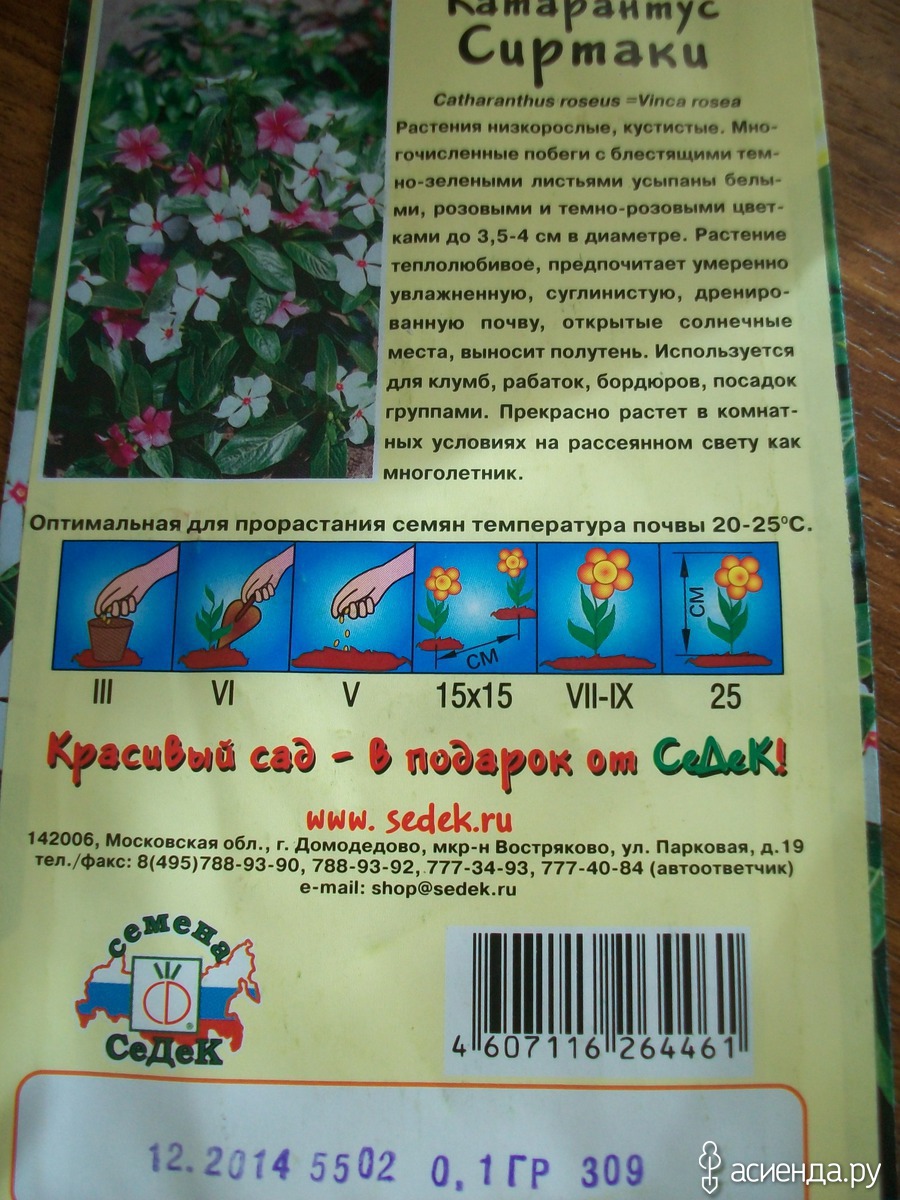 Катарантус
Сиртаки
Catharanthus roseus =Vinca rosea
Растения низкорослые, кустистые. Мно-
гочисленные побеги с блестящими тем-
но-зелеными листьями усыпаны белы-
ми, розовыми и темно-розовыми цвет-
ками до 3,5-4 см в диаметре. Растение
теплолюбивое, предпочитает умеренно
увлажненную, суглинистую, дрениро-
ванную почву, открытые солнечные
места, выносит полутень. Используется
для клумб, рабаток, бордюров, посадок
группами. Прекрасно растет в комнат-
ных условиях на рассеянном свету как
многолетник.
Оптимальная для прорастания семян температура почвы 20-25°С.
см см
III VI V 15х15 VII-IX 25
Красивый сад - в подарок от СеДеК!
www. sedek.ru
142006, Московская обл., г. Домодедово, мкр-н Востряково, ул. Парковая, д.19
тел./факс: 8(495)788-93-90, 788-93-92, 777-34-93, 777-40-84 (автоответчик)
e-mail: shop@sedek.ru
семена
СеДеК
®
4 607116 264461
12.2014 5502 0,1ГР 309
асиенда.ру